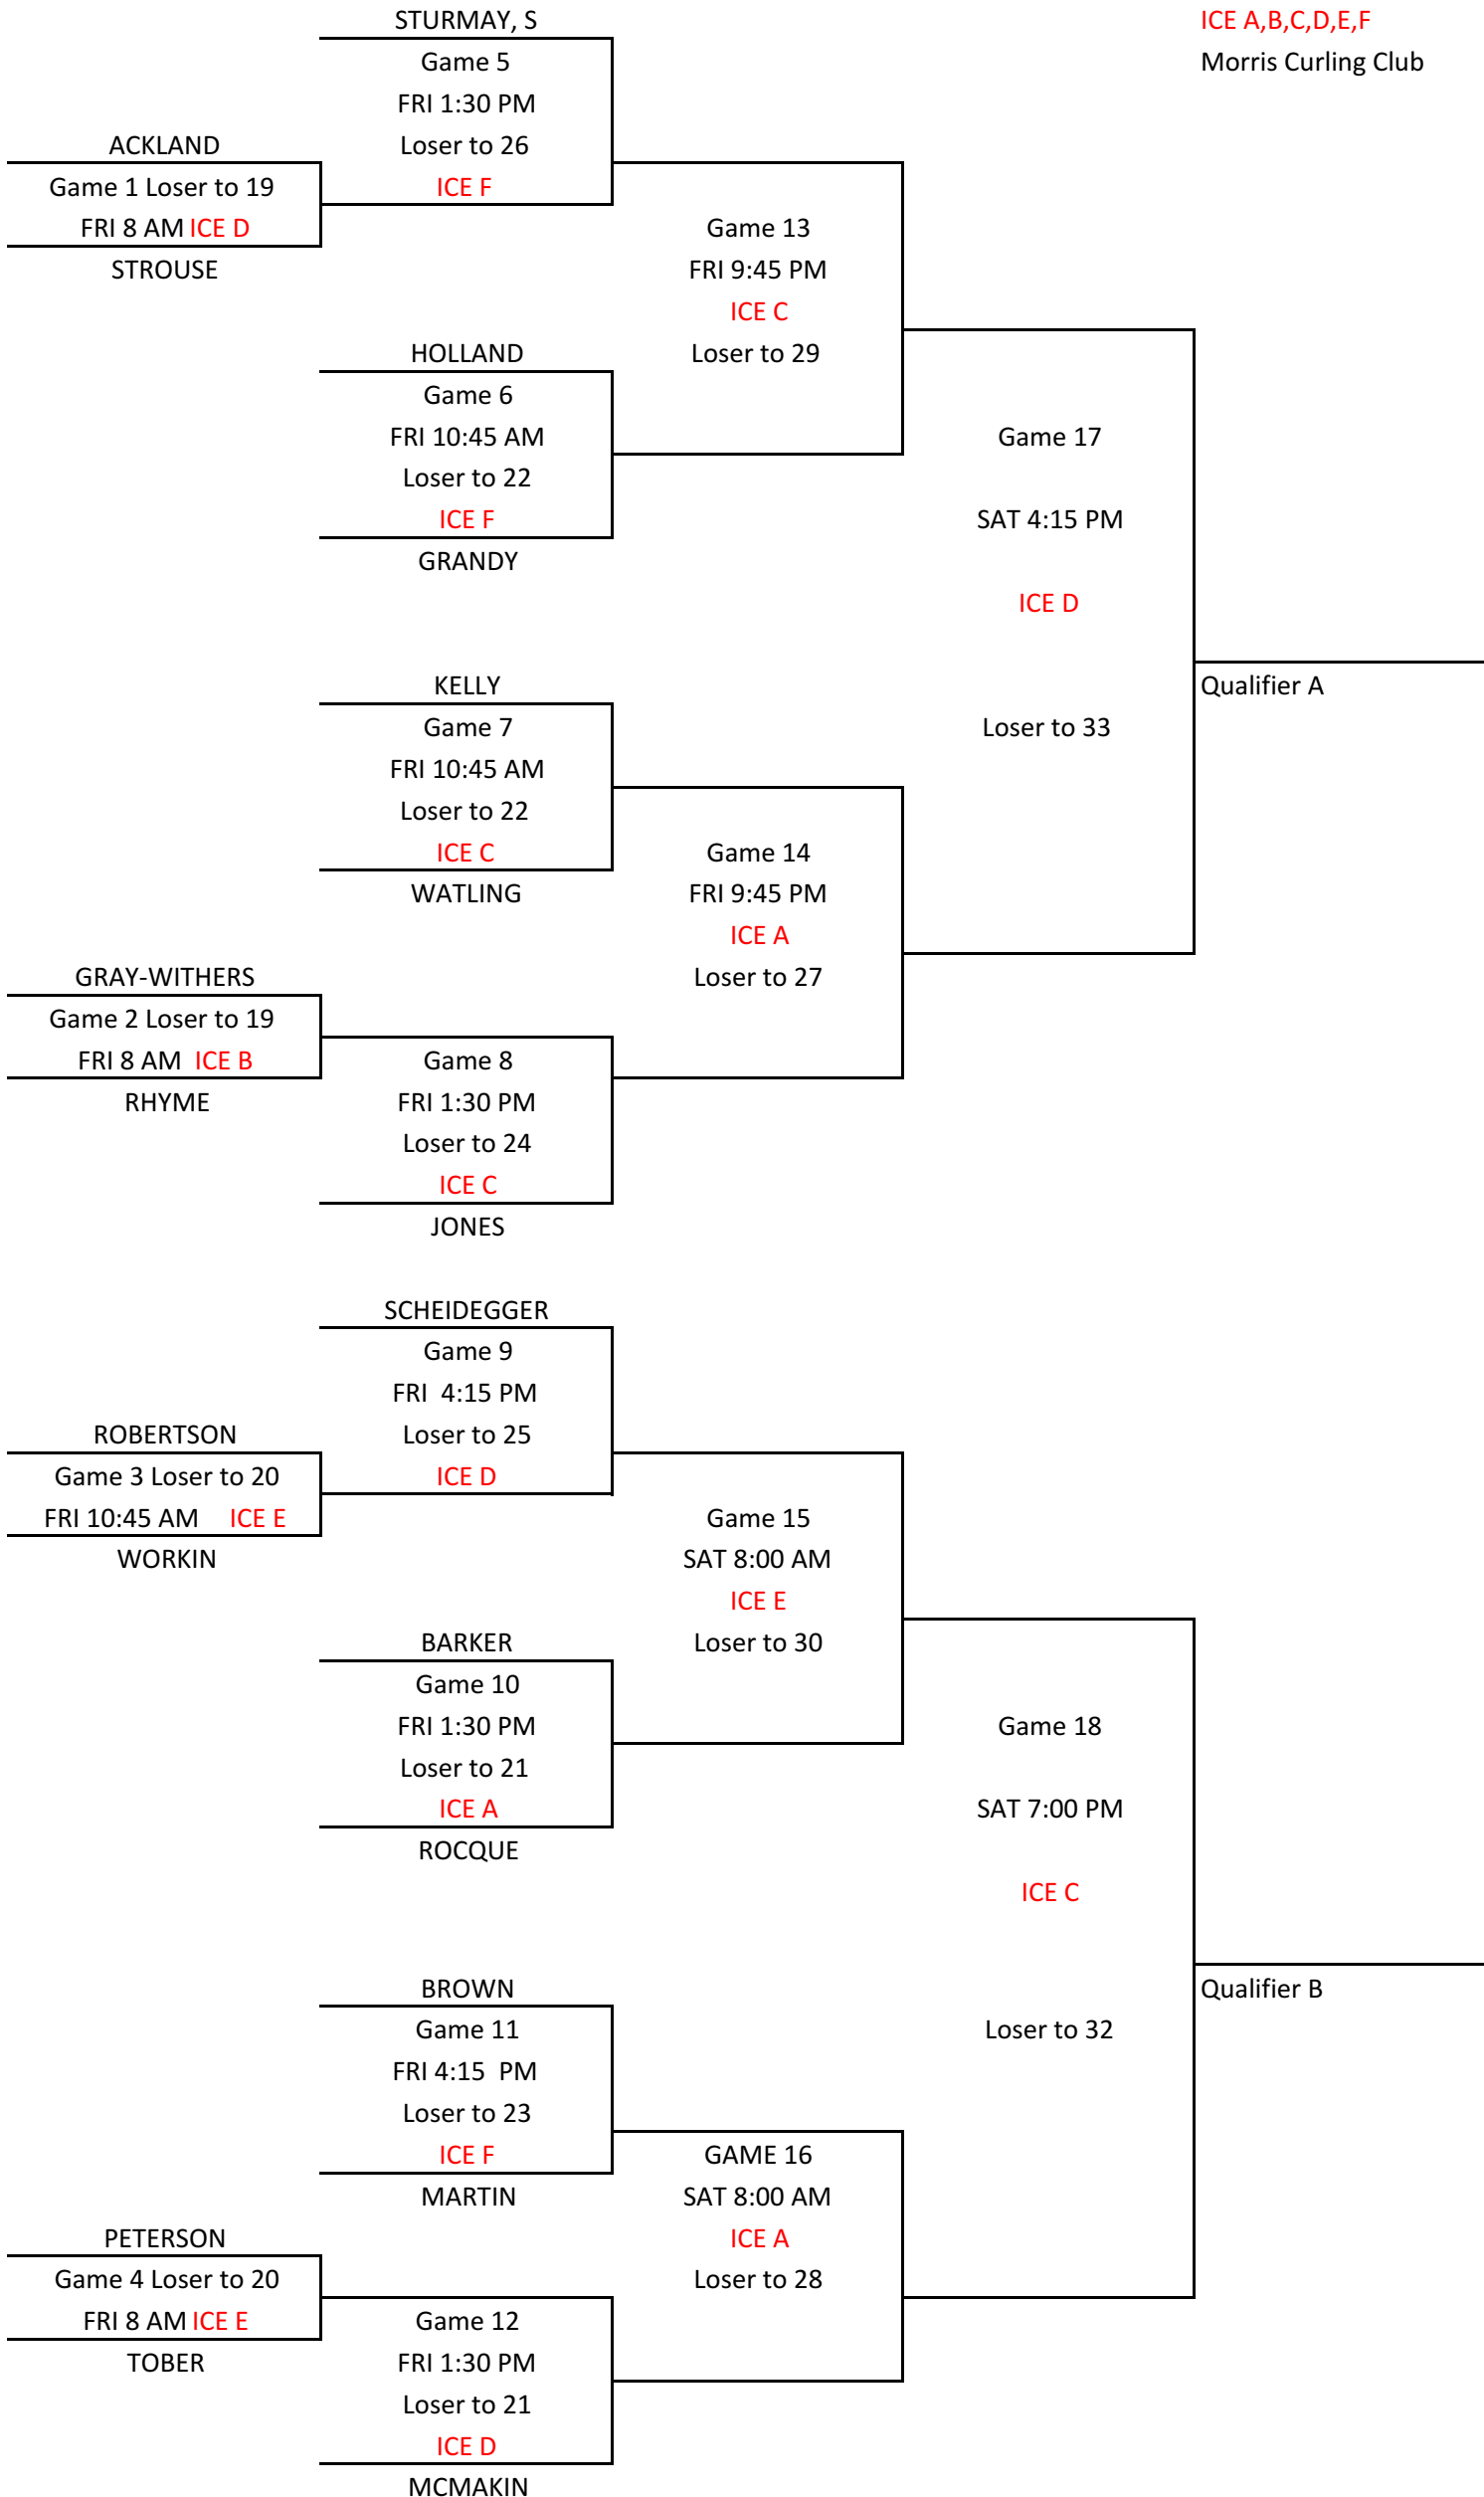 STURMAY, S
ICE A,B,C,D,E,F
Game 5
Morris Curling Club
FRI 1:30 PM
ACKLAND
Loser to 26
Game 1 Loser to 19
ICE F
FRI 8 AM ICE D
Game 13
STROUSE
FRI 9:45 PM
ICE C
HOLLAND
Loser to 29
Game 6
FRI 10:45 AM
Game 17
Loser to 22
ICE F
SAT 4:15 PM
GRANDY
ICE D
KELLY
Qualifier A
Game 7
Loser to 33
FRI 10:45 AM
Loser to 22
ICE C
Game 14
WATLING
FRI 9:45 PM
ICE A
GRAY-WITHERS
Loser to 27
Game 2 Loser to 19
FRI 8 AM ICE B
Game 8
RHYME
FRI 1:30 PM
Loser to 24
ICE C
JONES
SCHEIDEGGER
Game 9
FRI 4:15 PM
ROBERTSON
Loser to 25
Game 3 Loser to 20
ICE D
FRI 10:45 AM ICE E
Game 15
WORKIN
SAT 8:00 AM
ICE E
BARKER
Loser to 30
Game 10
FRI 1:30 PM
Game 18
Loser to 21
ICE A
SAT 7:00 PM
ROCQUE
ICE C
BROWN
Qualifier B
Game 11
Loser to 32
FRI 4:15 PM
Loser to 23
ICE F
GAME 16
MARTIN
SAT 8:00 AM
PETERSON
ICE A
Game 4 Loser to 20
Loser to 28
FRI 8 AM ICE E
Game 12
TOBER
FRI 1:30 PM
Loser to 21
ICE D
MCMAKIN